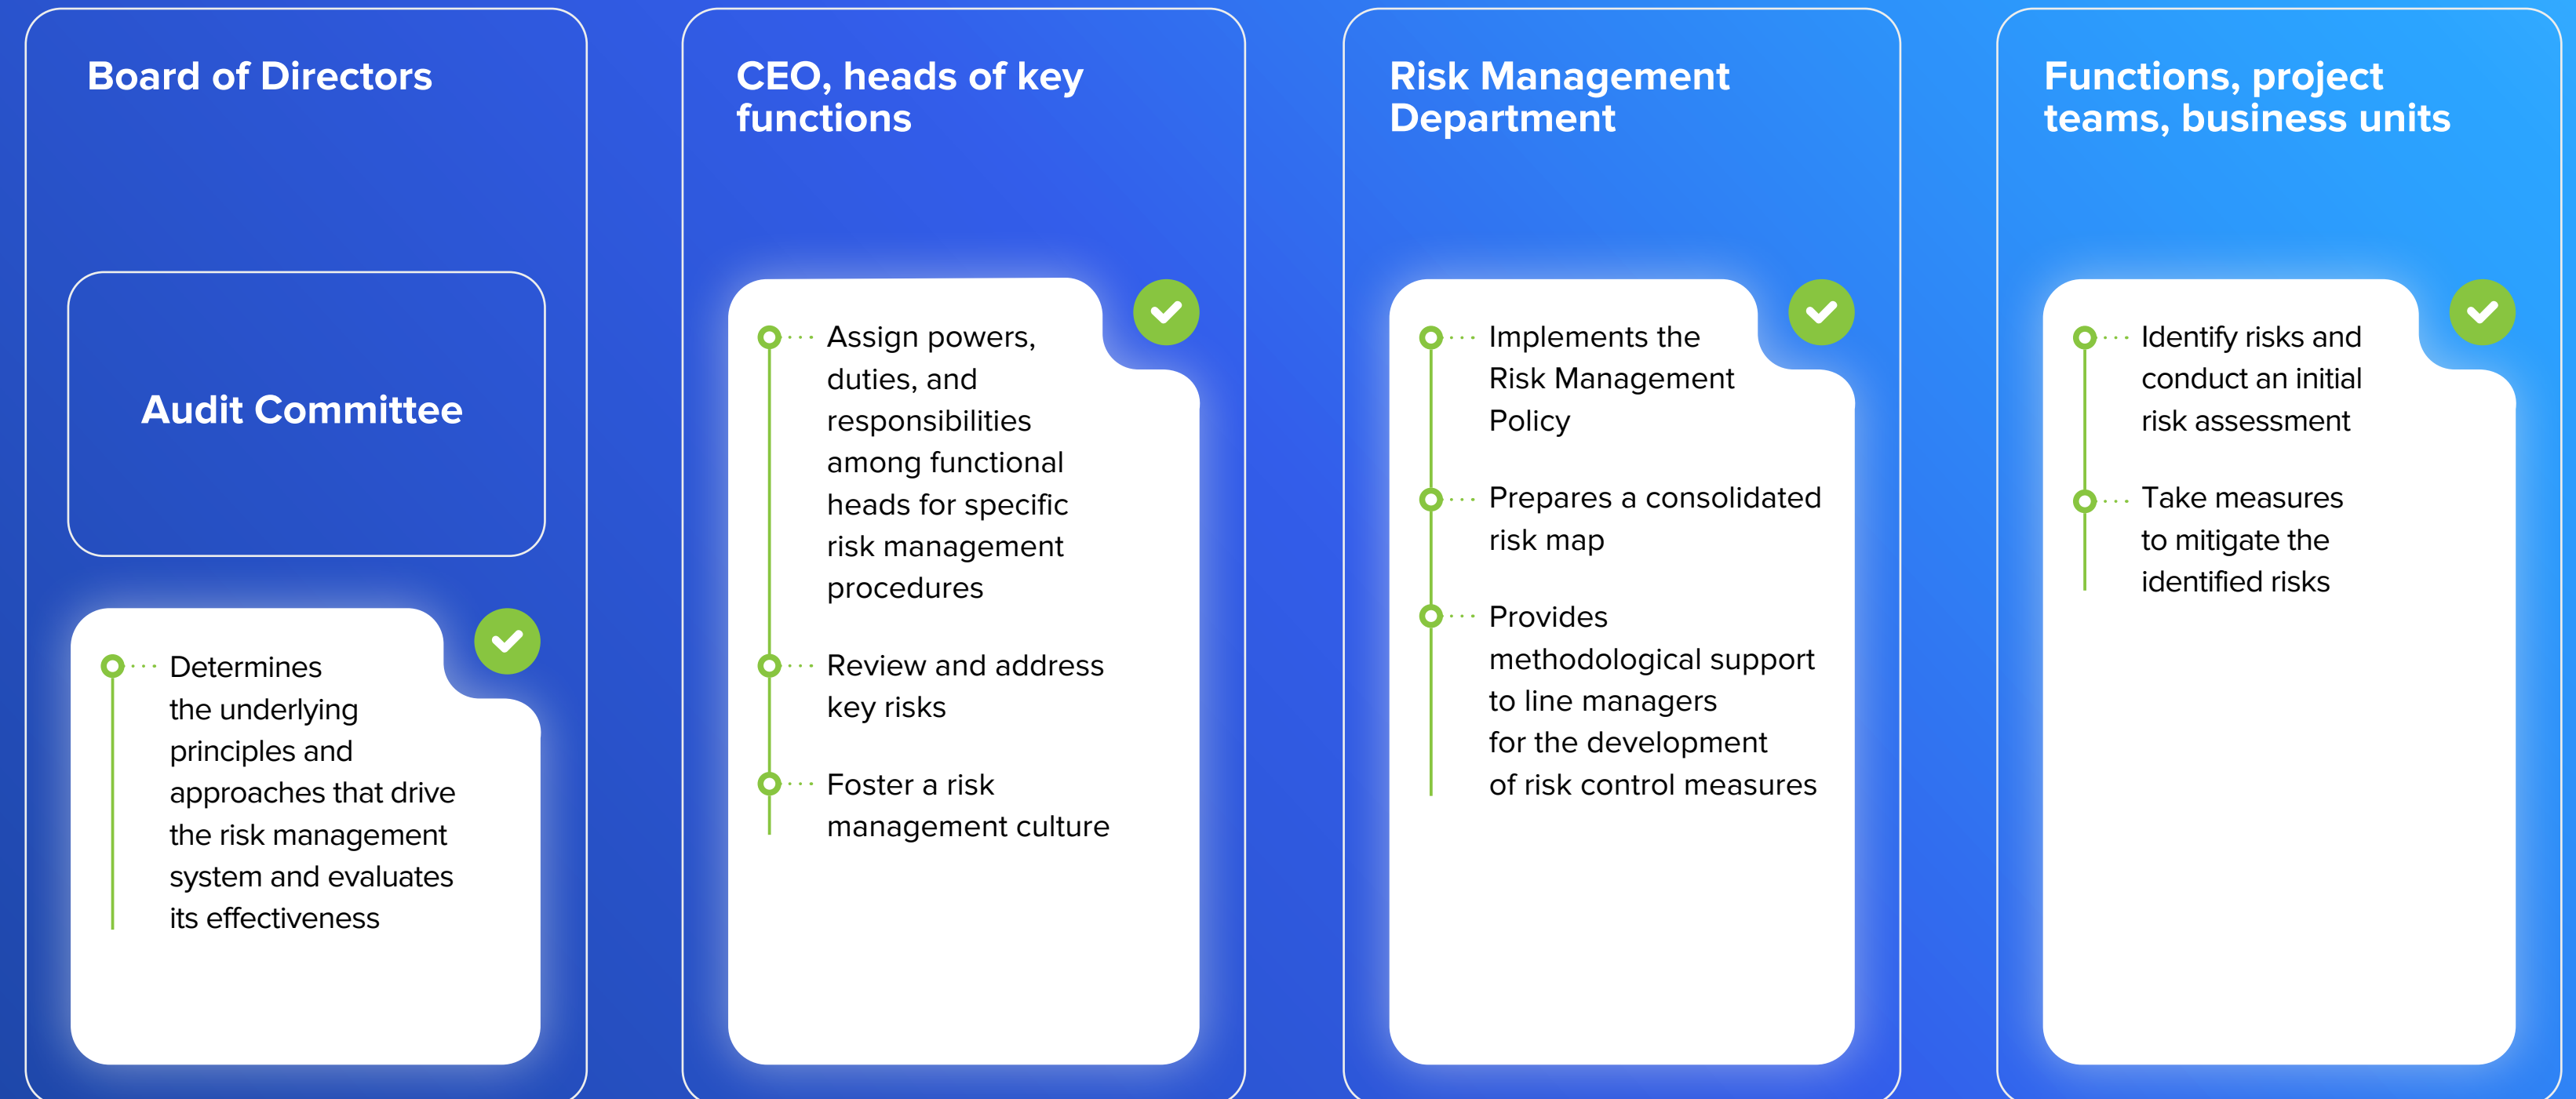 Board of Directors
Audit Committee
Determines
the underlying
principles and
approaches that drive
the risk management
system and evaluates
its effectiveness
CEO, heads of key
functions
Assign powers,
duties, and
responsibilities
among functional
heads for specific
risk management
procedures
Review and address
key risks
Foster a risk
management culture
Risk Management
Department
Implements the
Risk Management
Policy
Prepares a consolidated
risk map
Provides
methodological support
to line managers
for the development
of risk control measures
Functions, project
teams, business units
Identify risks and
conduct an initial
risk assessment
Take measures
to mitigate the
identified risks